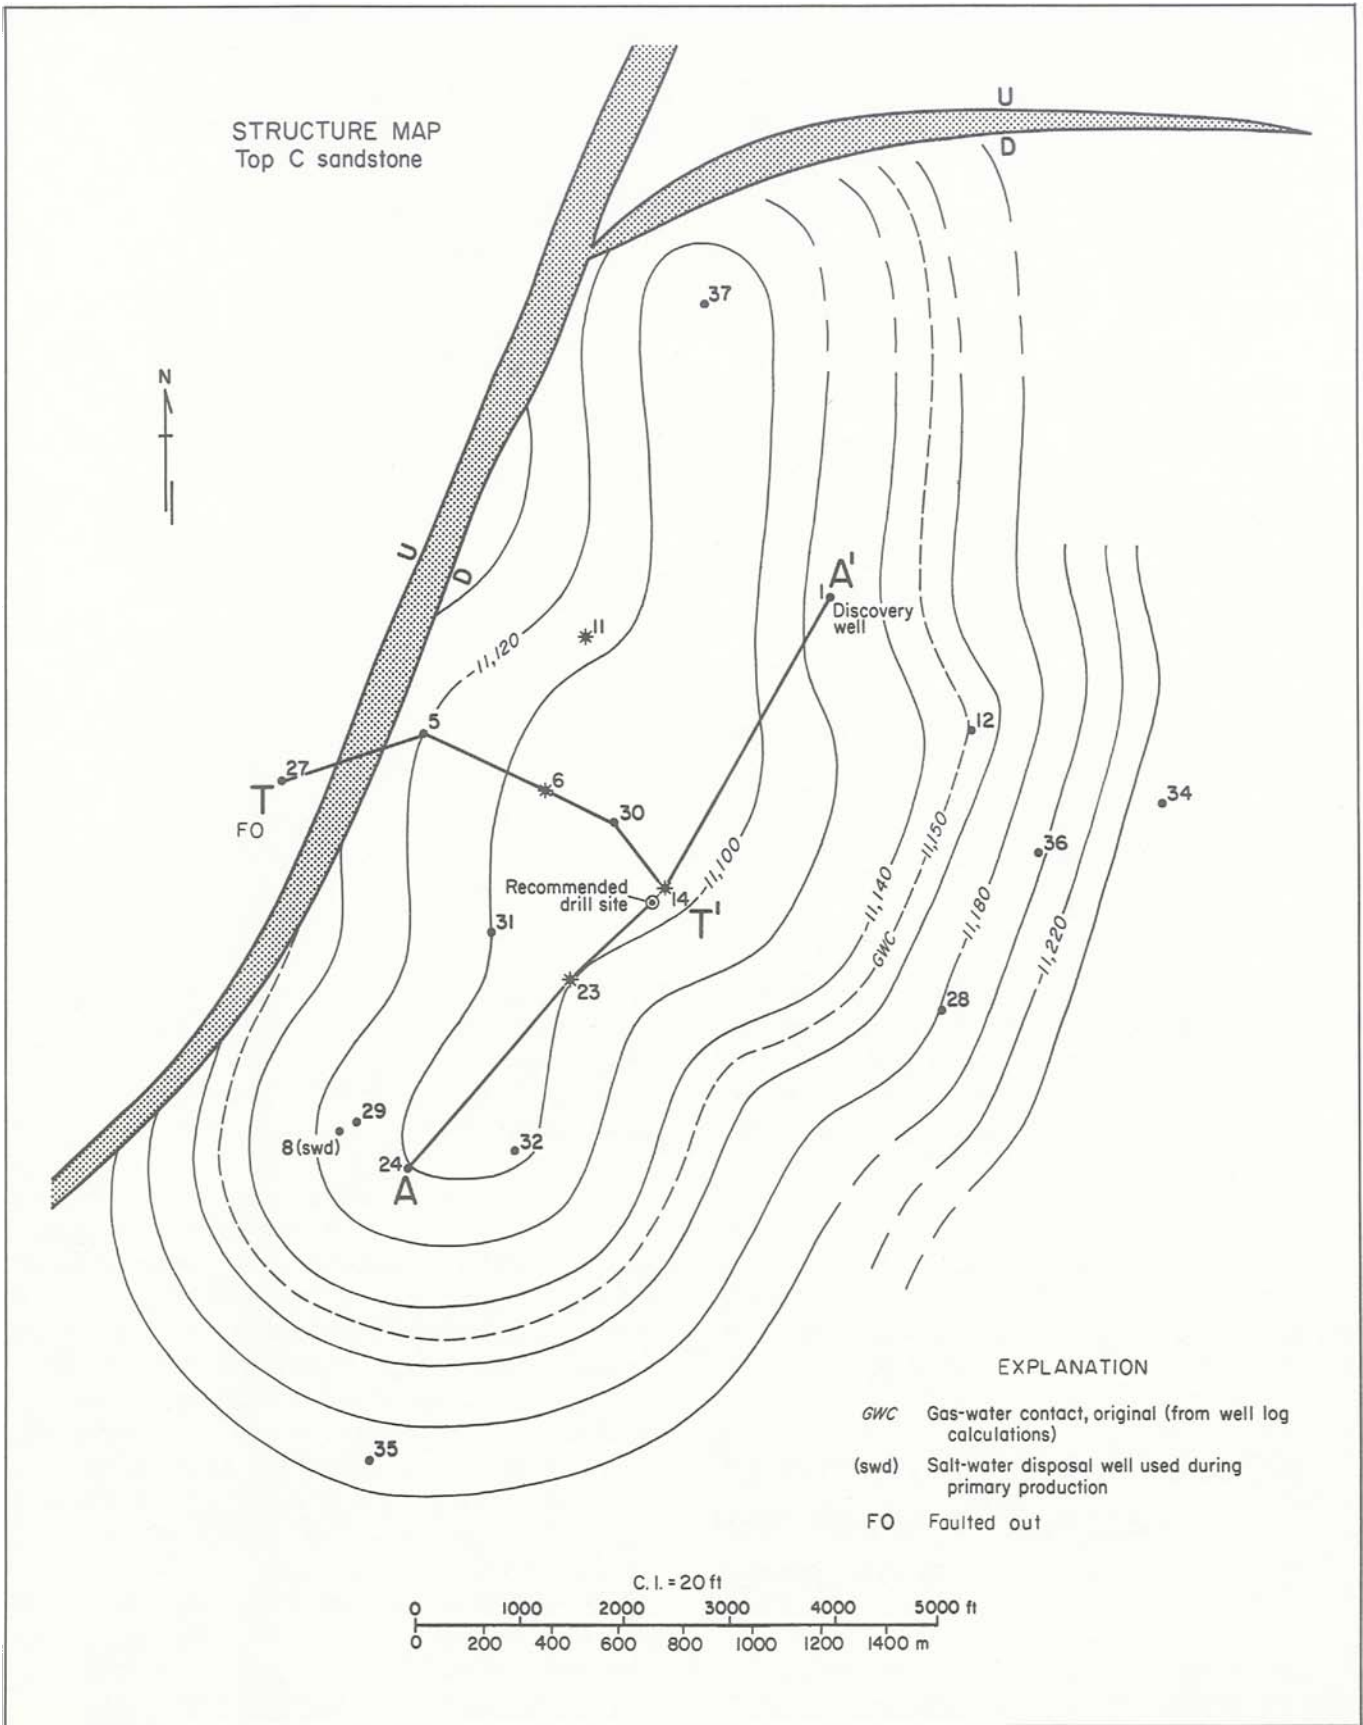 STRUCTURE MAP
Top C sandstone
U
D
N
37
U
D
A'
1
Discovery
well
11
-11,120
5
12
27
T
FO
6
30
34
36
-11,150
-11,100
Recommended
drill site
14
T'
-11,140
-11,180
31
GWC
-11,220
23
28
29
8 (swd)
32
24
A
35
EXPLANATION
GWC Gas-water contact, original (from well log
calculations)
(swd) Salt-water disposal well used during
primary production
FO Faulted out
C. I. = 20 ft
0 1000 2000 3000 4000 5000 ft
0 200 400 600 800 1000 1200 1400 m